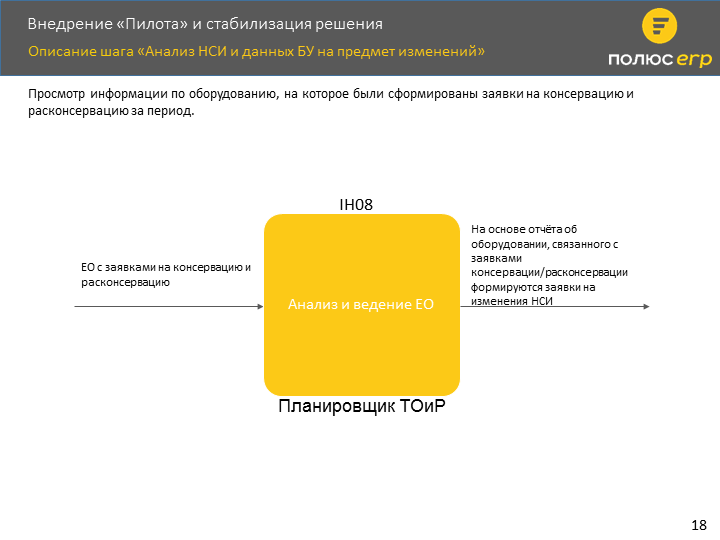 Внедрение «Пилота» и стабилизация решения
Описание шага «Анализ НСИ и данных БУ на предмет изменений»
ПОЛЮС erp
Просмотр информации по оборудованию, на которое были сформированы заявки на консервацию и
расконсервацию за период.
IH08
На основе отчёта об
оборудовании, связанного с
заявками
консервации/расконсервации
формируются заявки на
изменения НСИ
ЕО с заявками на консервацию и
расконсервацию
Анализ и ведение ЕО
Планировщик ТОиР
18